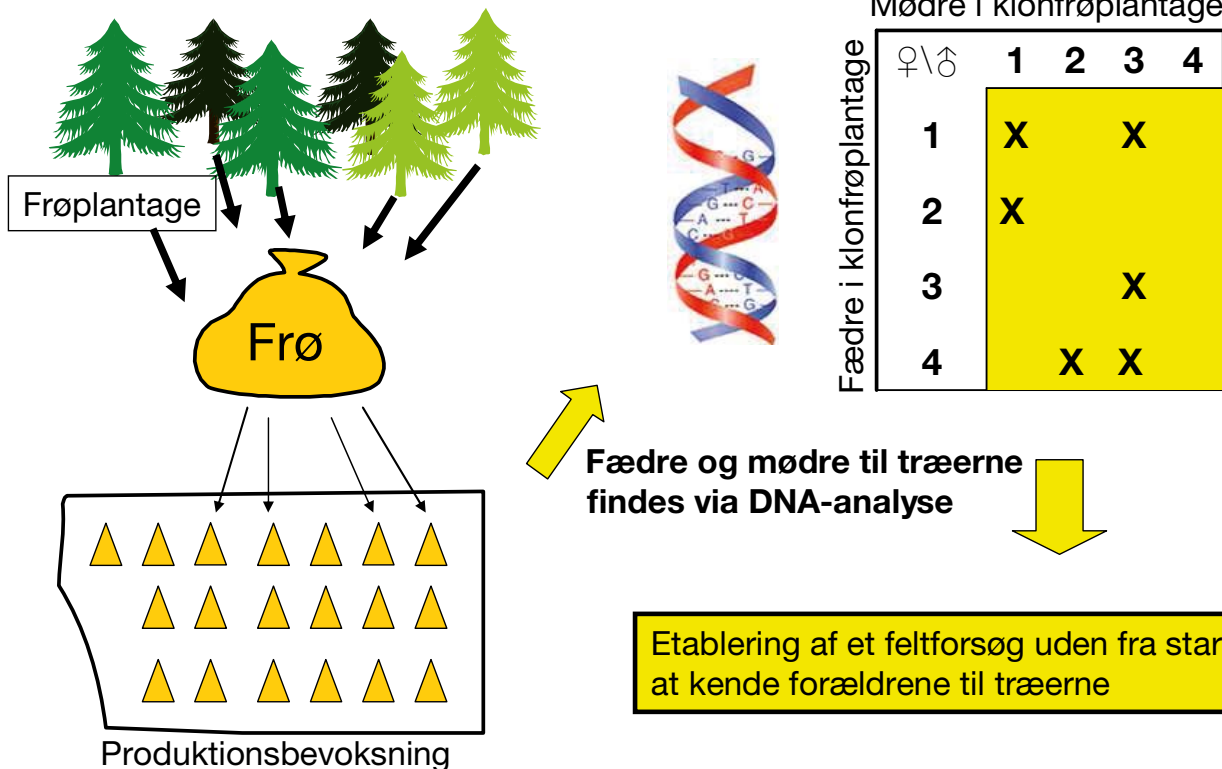 Mødre i klonfrøplantage
Fædre i klonfrøplantage
♀\♂ 1 2 3 4
1 X X
2 X
3 X
4 X X
Frøplantage
Frø
G
T A
G C
A T
C G
G C
A T
C G
Fædre og mødre til træerne
findes via DNA-analyse
Etablering af et feltforsøg uden fra star
at kende forældrene til træerne
Produktionsbevoksning